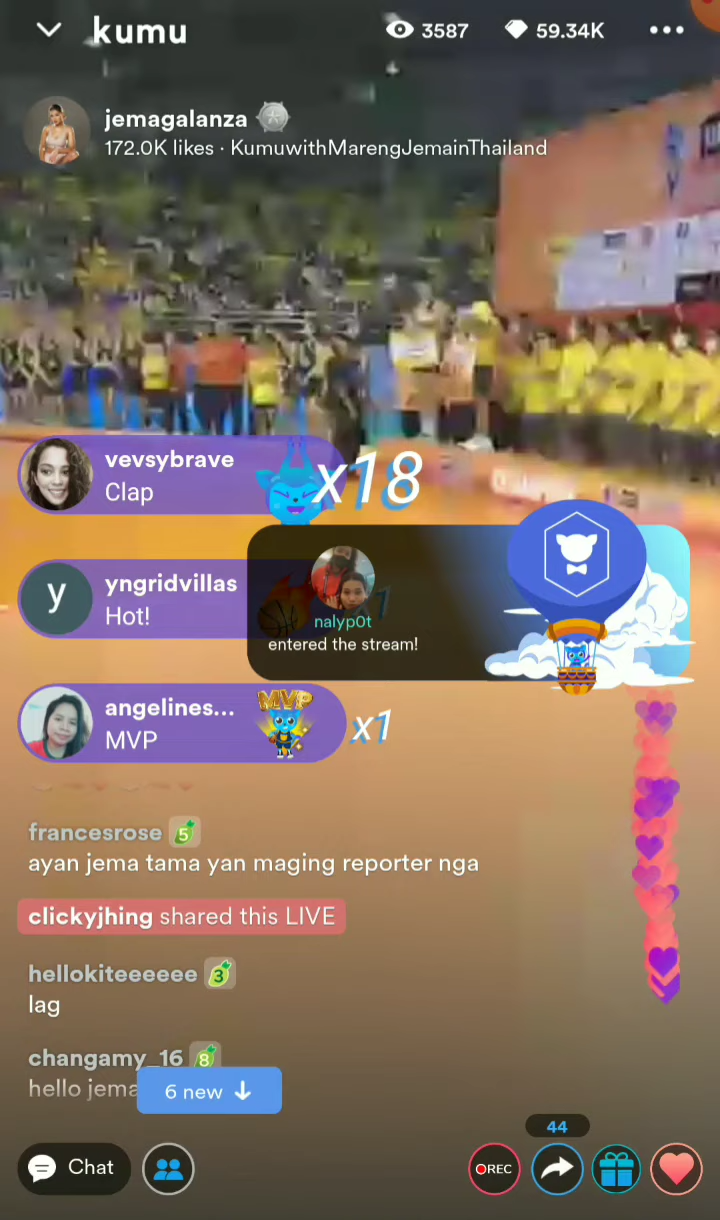 kumu
3587
59.34K
jemagalanza
172.0K likes · KumuwithMarengJemainThailand
vevsybrave
Clap
x18
y
yngridvillas
Hot!
1
nalyp0t
entered the stream!
angelines...
MVP
MVP
x1
francesrose 5
ayan jema tama yan maging reporter nga
clickyjhing shared this LIVE
hellokiteeeeee 3
lag
changamy_16 8
hello jema
6 new
44
Chat
REC